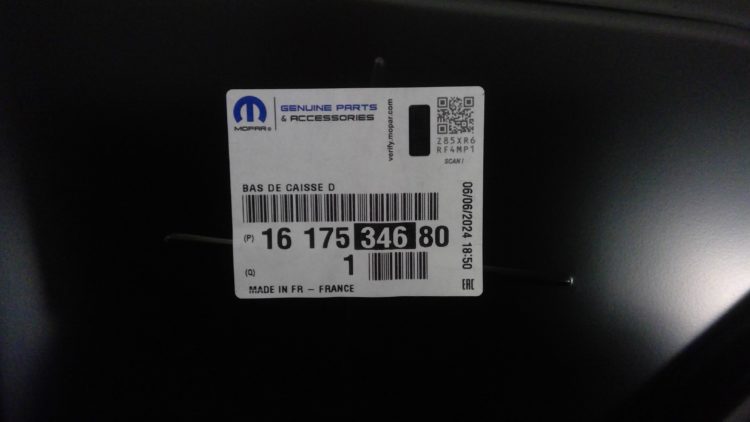 MOPAR®
GENUINE PARTS
& ACCESSORIES
verify.mopar.com
Z85XR6
RF4MP1
SCAN !
BAS DE CAISSE D
(P) 16 175 346 80
(Q) 1
MADE IN FR – FRANCE
06/06/2024 18:50
EAC